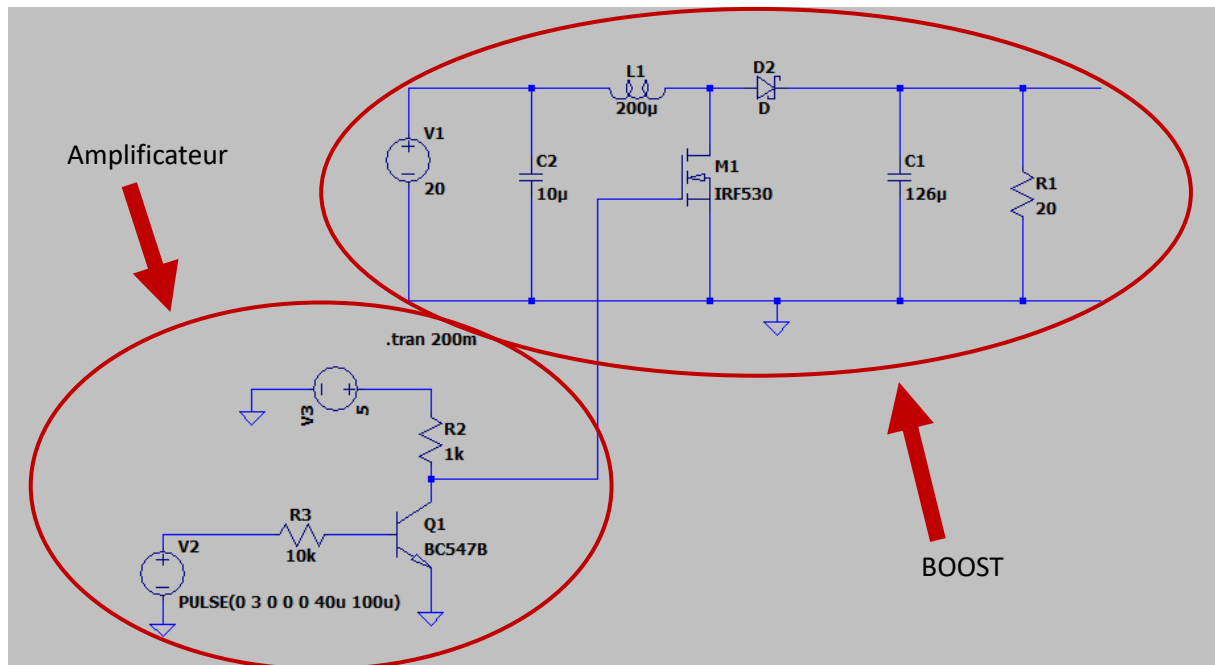 L1
200µ
D2
D
V1
20
C2
10µ
M1
IRF530
C1
126µ
R1
20
Amplificateur
.tran 200m
V3
5
R2
1k
R3
10k
Q1
BC547B
V2
PULSE(0 3 0 0 0 40u 100u)
BOOST